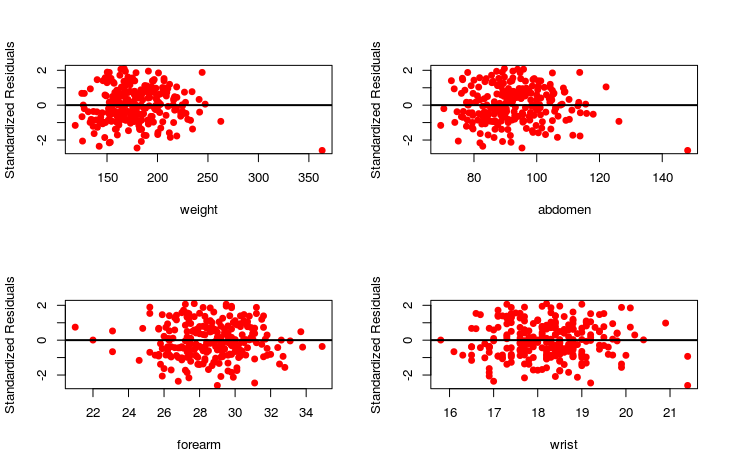 Standardized Residuals
2
0
-2
150 200 250 300 350
weight
Standardized Residuals
2
0
-2
80 100 120 140
abdomen
Standardized Residuals
2
0
-2
22 24 26 28 30 32 34
forearm
Standardized Residuals
2
0
-2
16 17 18 19 20 21
wrist